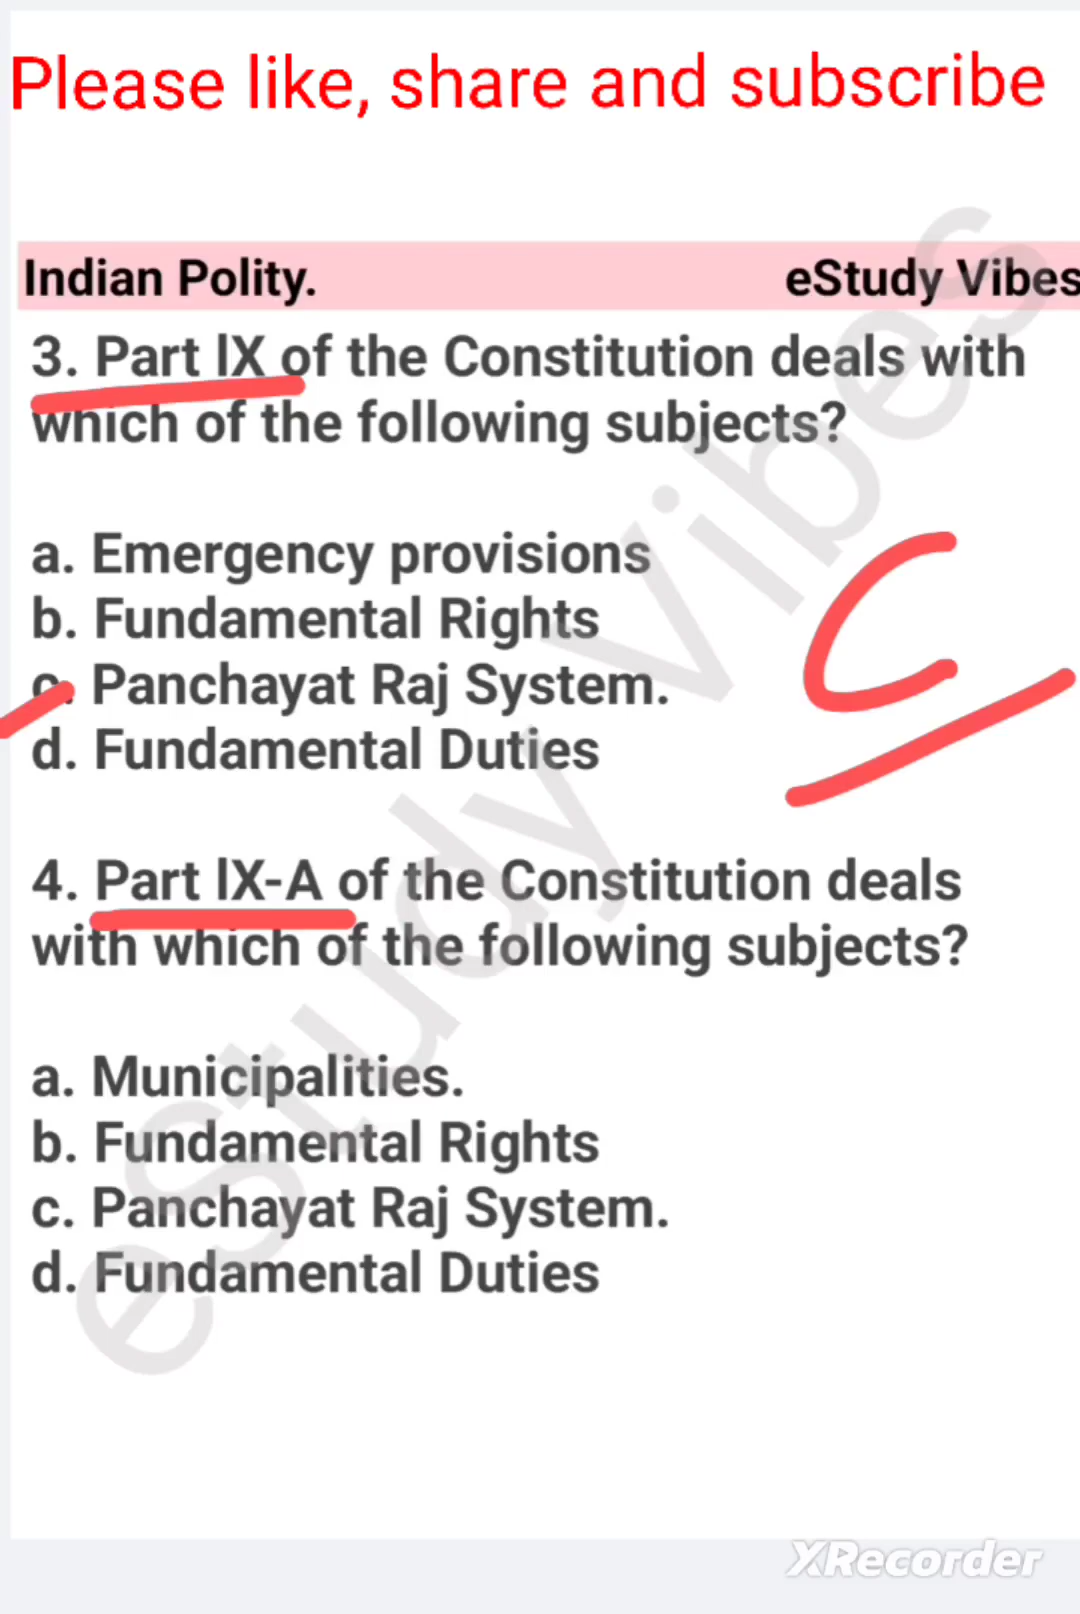 Please like, share and subscribe
Indian Polity. eStudy Vibes
3. Part lX of the Constitution deals with
which of the following subjects?
a. Emergency provisions
b. Fundamental Rights
c. Panchayat Raj System.
d. Fundamental Duties
C
4. Part lX-A of the Constitution deals
with which of the following subjects?
a. Municipalities.
b. Fundamental Rights
c. Panchayat Raj System.
d. Fundamental Duties
eStudy Vibes
XRecorder